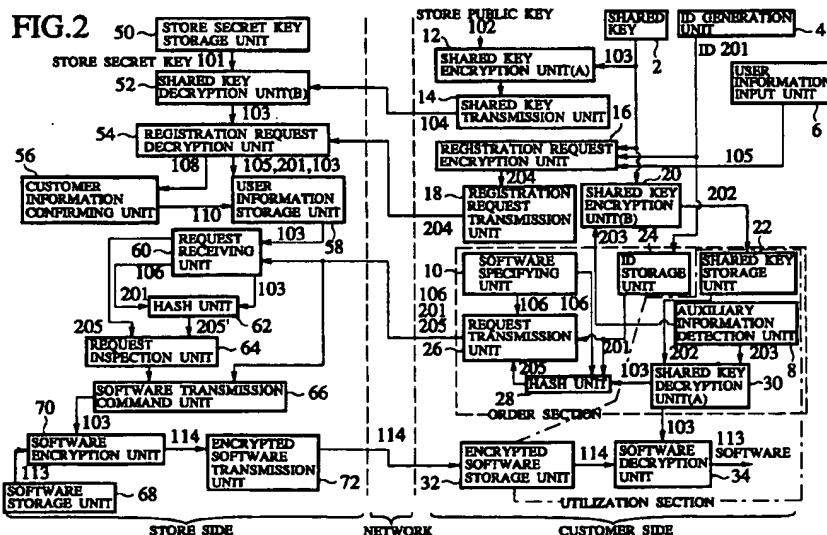 FIG.2
50
STORE SECRET KEY
STORAGE UNIT
STORE SECRET KEY 101
52
SHARED KEY
DECRYPTION UNIT(B)
103
54
REGISTRATION REQUEST
DECRYPTION UNIT
108
105,201,103
56
CUSTOMER
INFORMATION
CONFIRMING UNIT
110
USER
INFORMATION
STORAGE UNIT
58
103
60
REQUEST
RECEIVING
UNIT
106
103
201
HASH UNIT
62
205
205'
REQUEST
INSPECTION UNIT
64
SOFTWARE TRANSMISSION
COMMAND UNIT
66
70
103
SOFTWARE
ENCRYPTION UNIT
114
ENCRYPTED
SOFTWARE
TRANSMISSION
UNIT
72
113
SOFTWARE
STORAGE UNIT
68
STORE SIDE
114
NETWORK
STORE PUBLIC KEY
102
12
SHARED KEY
ENCRYPTION UNIT(A)
103
SHARED
KEY
2
ID GENERATION
UNIT
4
ID 201
USER
INFORMATION
INPUT UNIT
6
14
104
SHARED KEY
TRANSMISSION UNIT
16
REGISTRATION REQUEST
ENCRYPTION UNIT
105
204
18
204
REGISTRATION
REQUEST
TRANSMISSION
UNIT
20
SHARED KEY
ENCRYPTION
UNIT(B)
202
203
24
22
10
SOFTWARE
SPECIFYING
UNIT
ID
STORAGE
UNIT
SHARED KEY
STORAGE
UNIT
106
201
205
106
106
REQUEST
TRANSMISSION
UNIT
26
AUXILIARY
INFORMATION
DETECTION UNIT
8
201
202
203
205
103
HASH UNIT
28
SHARED KEY
DECRYPTION
UNIT(A)
30
ORDER SECTION
103
ENCRYPTED
SOFTWARE
STORAGE UNIT
32
114
SOFTWARE
DECRYPTION
UNIT
34
113
SOFTWARE
UTILIZATION SECTION
CUSTOMER SIDE